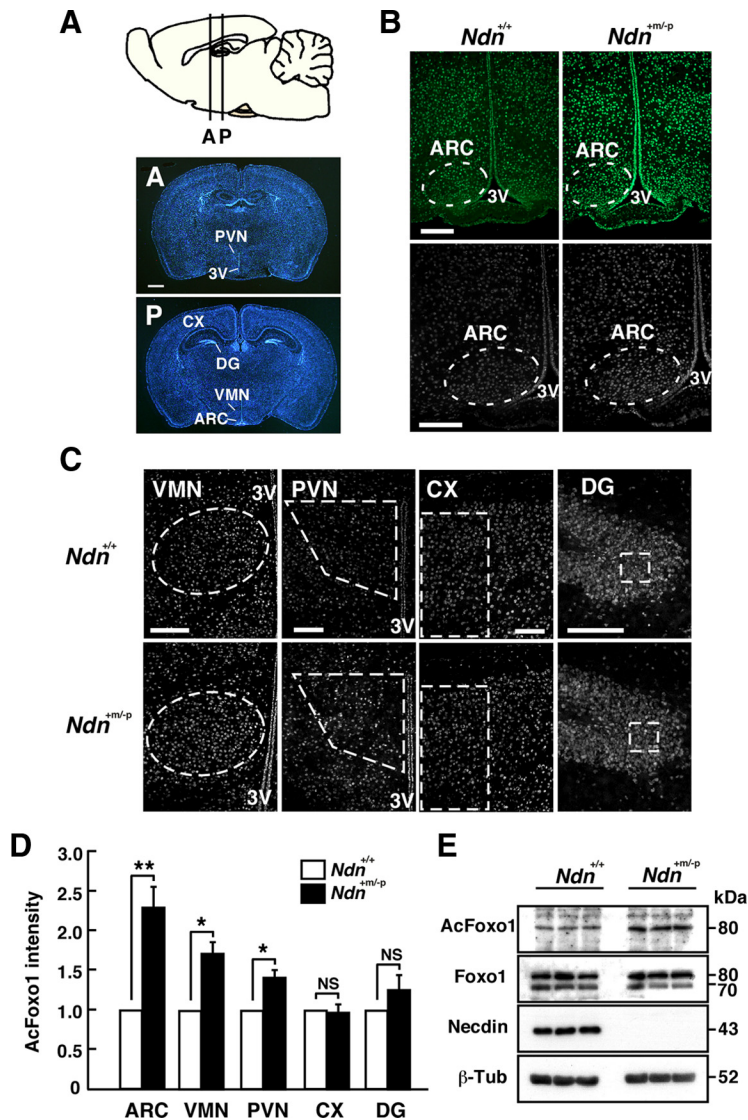 A
A P
A
PVN
3V
P
CX
DG
VMN
ARC
B
Ndn+/+
Ndn+m/-p
ARC
3V
ARC
3V
ARC
3V
ARC
3V
C
VMN
3V
PVN
3V
CX
DG
Ndn+/+
Ndn+m/-p
3V
3V
D
AcFoxo1 intensity
3.0
2.5
2.0
1.5
1.0
0.5
0
**
*
*
NS
NS
Ndn+/+
Ndn+m/-p
ARC VMN PVN CX DG
E
Ndn+/+ Ndn+m/-p
kDa
AcFoxo1 80
Foxo1 80
70
Necdin 43
β-Tub 52